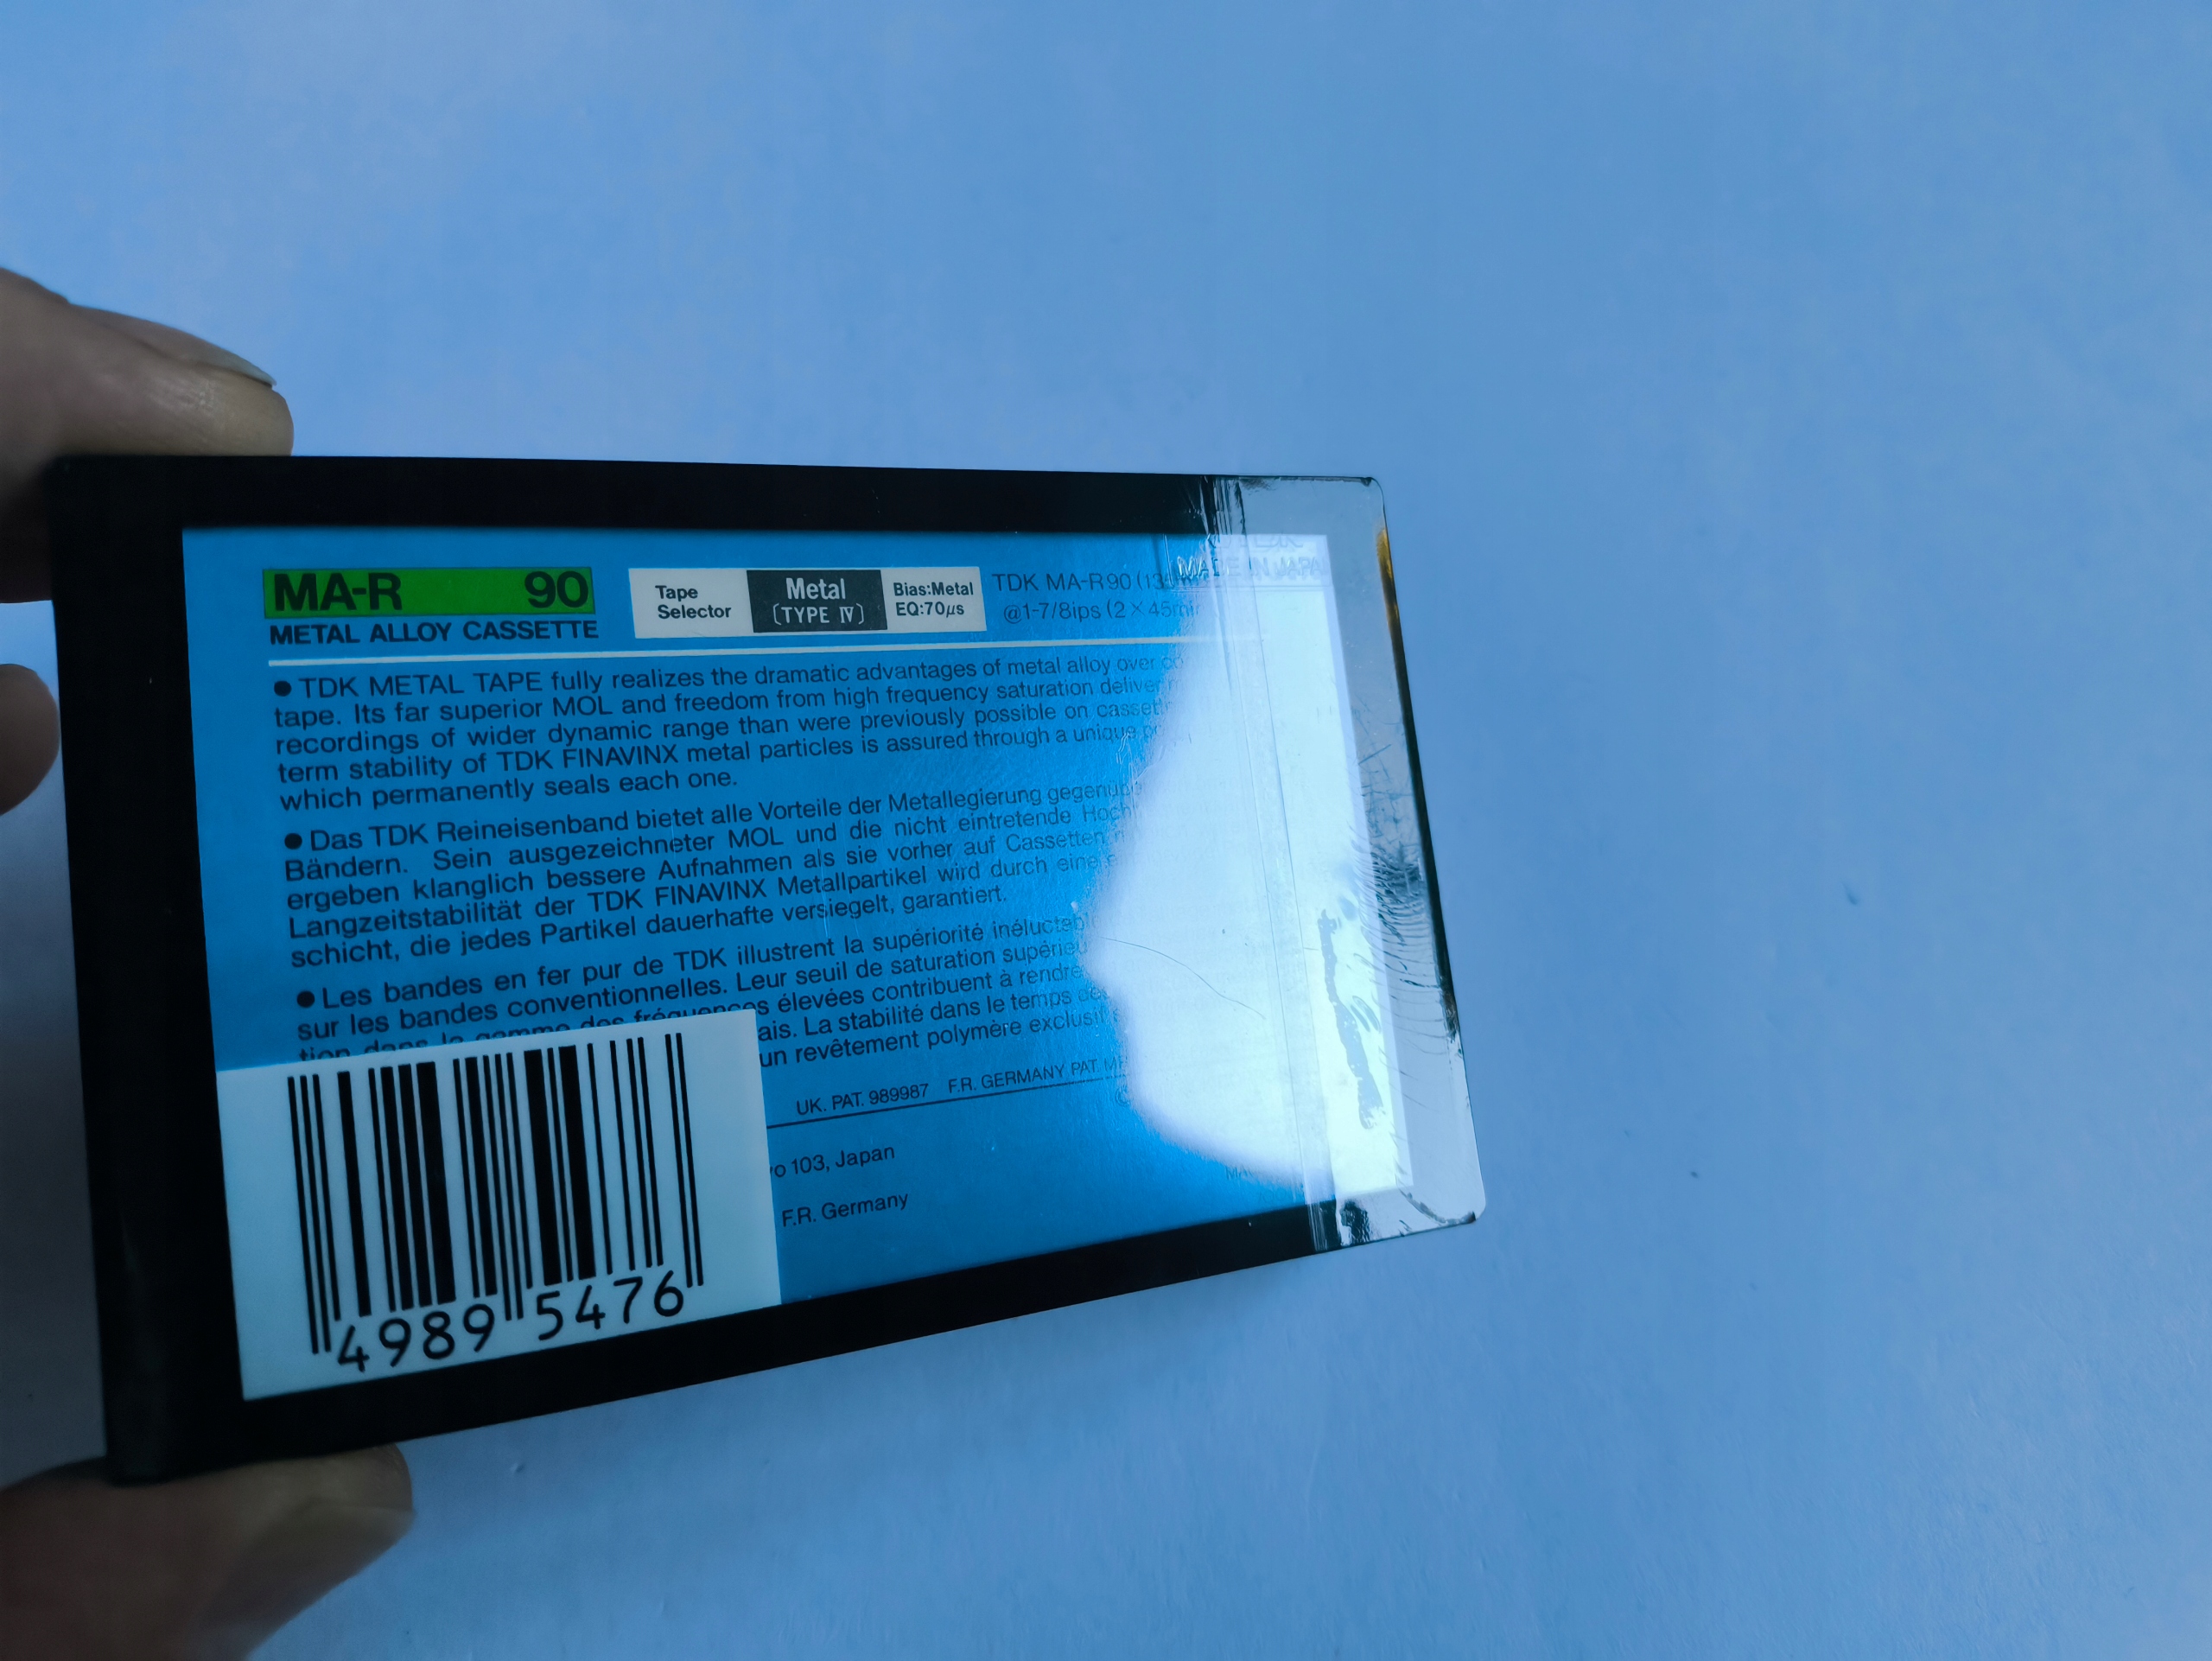 MA-R 90
METAL ALLOY CASSETTE
Tape Selector
Metal (TYPE IV)
Bias:Metal
EQ:70µs
TDK MA-R90
@1-7/8ips (2×45
MADE IN JAPAN
● TDK METAL TAPE fully realizes the dramatic advantages of metal alloy over
tape. Its far superior MOL and freedom from high frequency saturation deliver
recordings of wider dynamic range than were previously possible on
term stability of TDK FINAVINX metal particles is assured through a unique
which permanently seals each one.
● Das TDK Reineisenband bietet alle Vorteile der Metallegierung
Bändern. Sein ausgezeichneter MOL und die nicht eintretende
ergeben klanglich bessere Aufnahmen als sie vorher auf Cassetten
Langzeitstabilität der TDK FINAVINX Metallpartikel wird durch eine
schicht, die jedes Partikel dauerhafte versiegelt, garantiert.
● Les bandes en fer pur de TDK illustrent la supériorité
sur les bandes conventionnelles. Leur seuil de saturation
tion dans la gamme des fréquences élevées contribuent à rendre
ais. La stabilité dans le temps
un revêtement polymère exclusif
UK. PAT. 989987 F.R. GERMANY PAT.
o 103, Japan
F.R. Germany
4989 5476